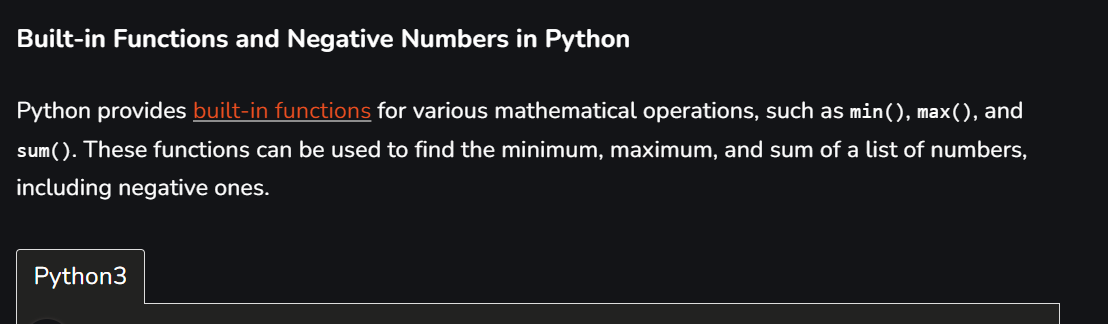 Built-in Functions and Negative Numbers in Python
Python provides built-in functions for various mathematical operations, such as min(), max(), and
sum(). These functions can be used to find the minimum, maximum, and sum of a list of numbers,
including negative ones.
Python3